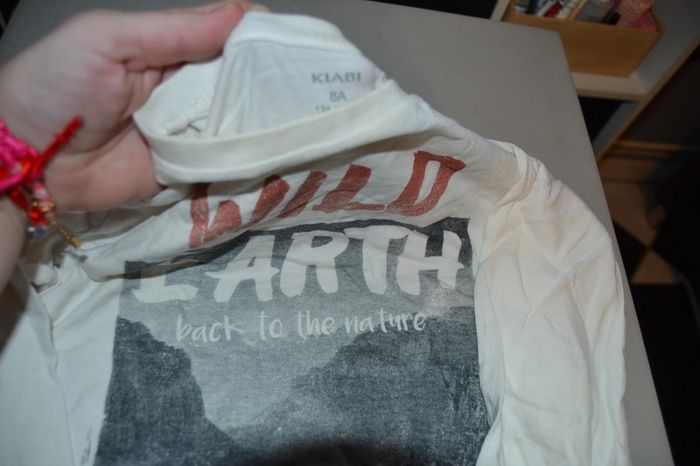 KIABI
8A
WILD
EARTH
back to the nature